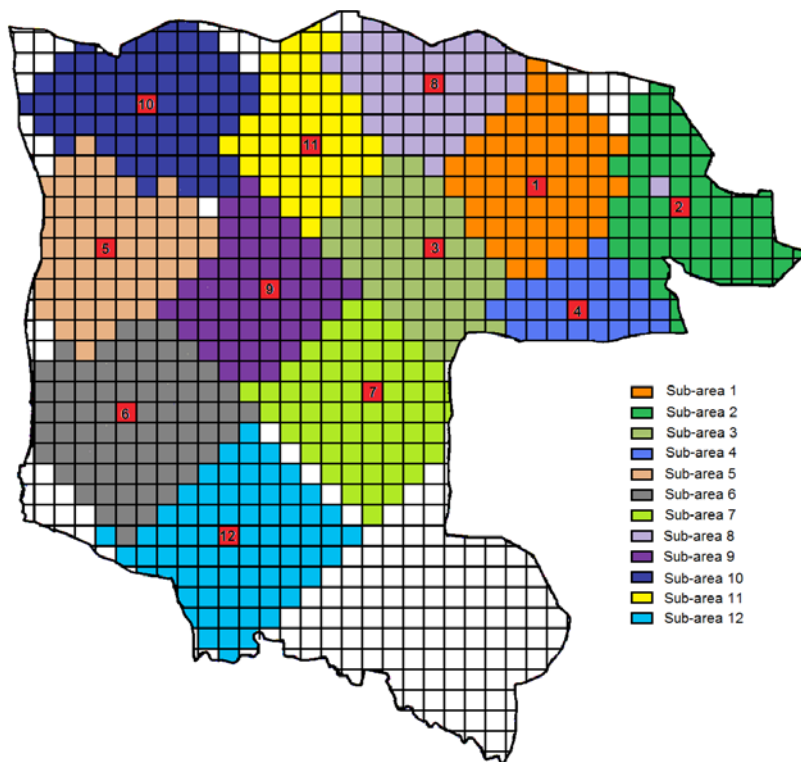 8
10
11
1
2
5
3
9
4
7
6
12
Sub-area 1
Sub-area 2
Sub-area 3
Sub-area 4
Sub-area 5
Sub-area 6
Sub-area 7
Sub-area 8
Sub-area 9
Sub-area 10
Sub-area 11
Sub-area 12